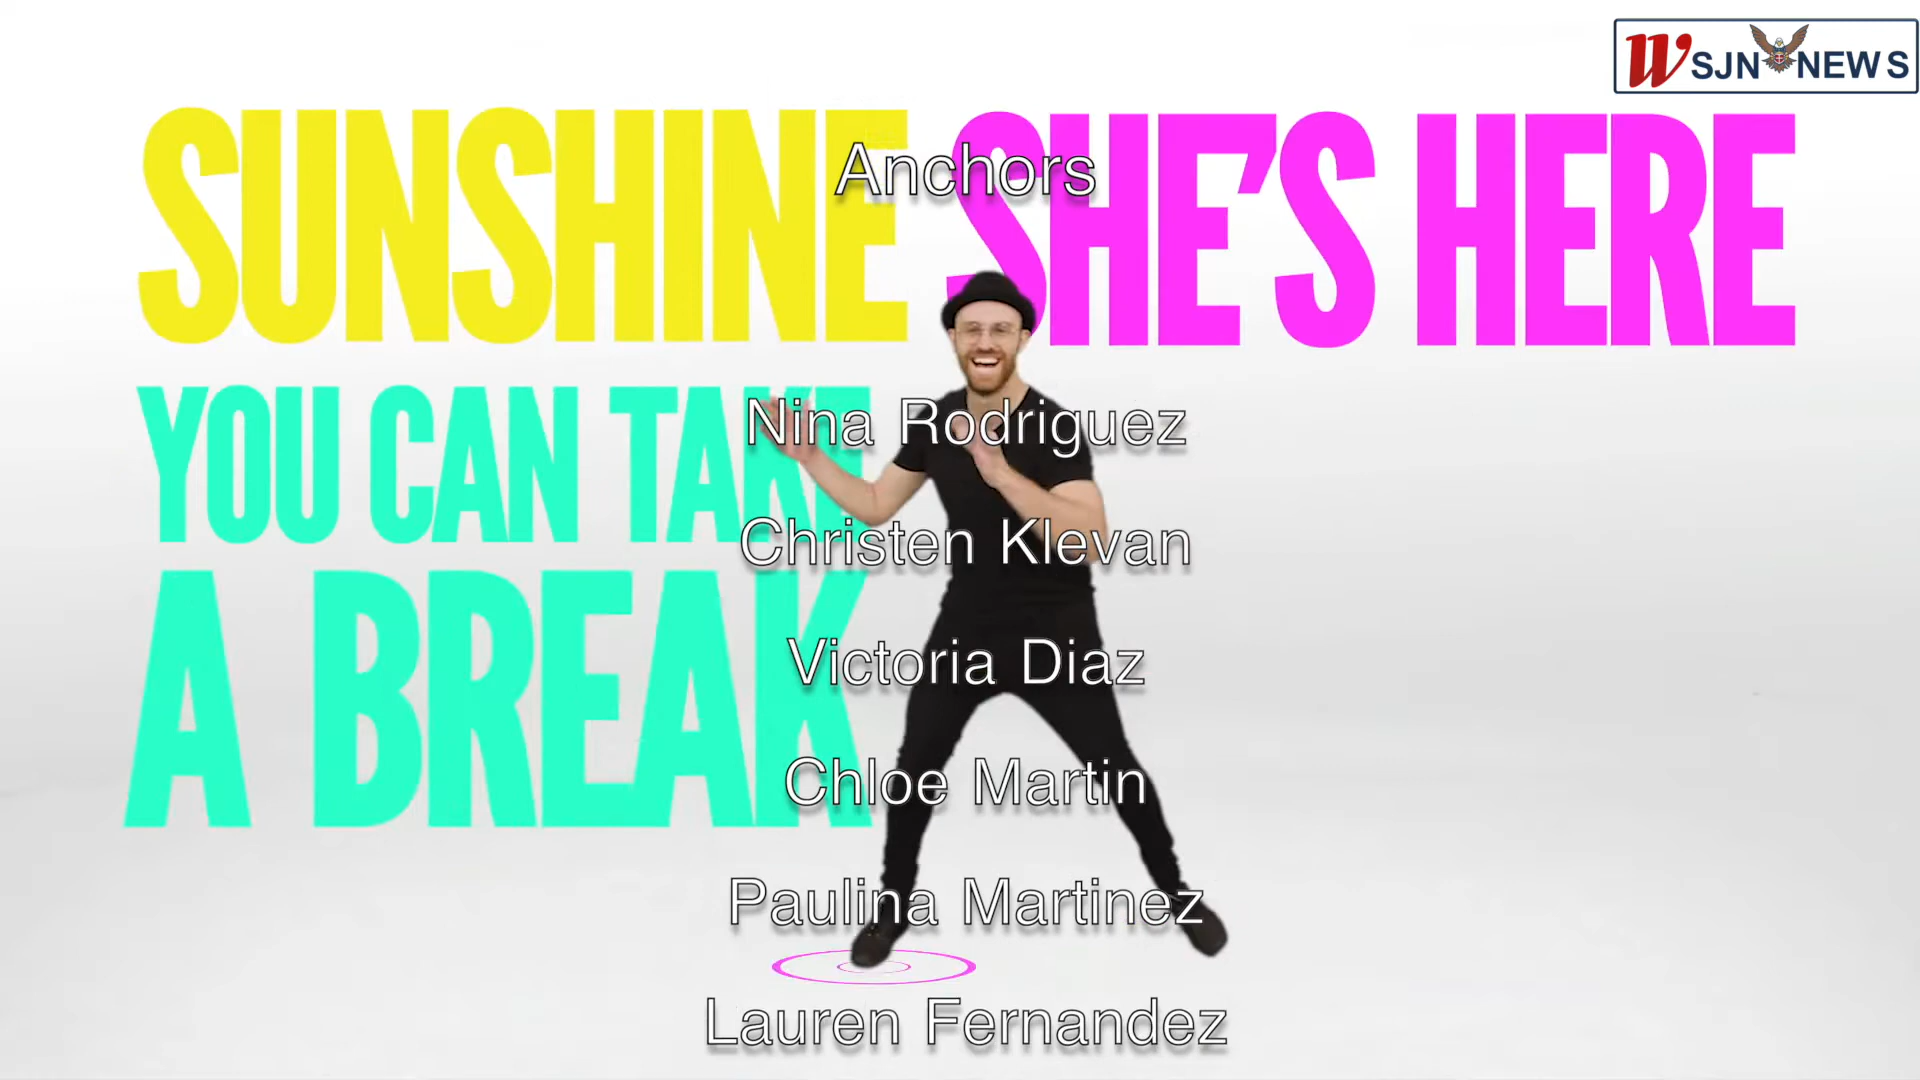 WSJN NEWS
SUNSHINE SHE'S HERE
YOU CAN TAKE
A BREAK
Anchors
Nina Rodriguez
Christen Klevan
Victoria Diaz
Chloe Martin
Paulina Martinez
Lauren Fernandez